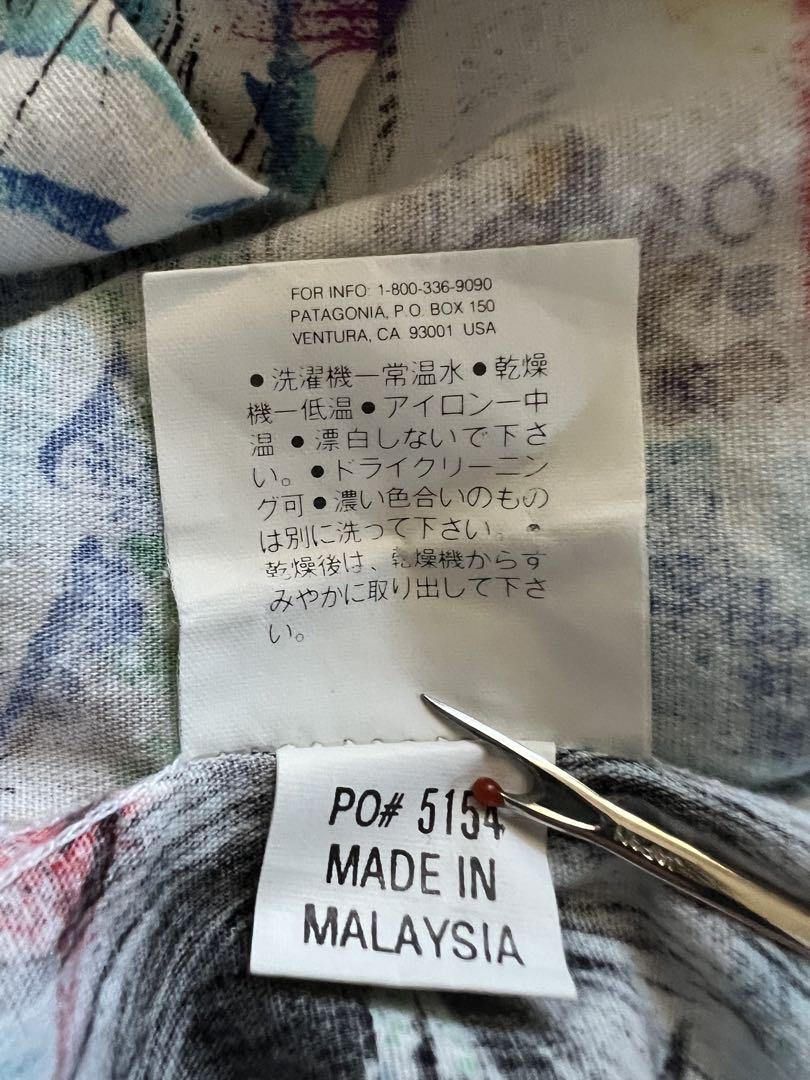 FOR INFO: 1-800-336-9090
PATAGONIA, P.O. BOX 150
VENTURA, CA 93001 USA
●洗濯機—常温水●乾燥
機—低温●アイロン—中
温●漂白しないで下さ
い。●ドライクリーニン
グ可●濃い色合いのもの
は別に洗って下さい。●
乾燥後は、乾燥機からす
みやかに取り出して下さ
い。
PO# 5154
MADE IN
MALAYSIA